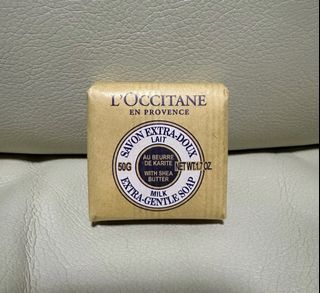 L'OCCITANE
EN PROVENCE
SAVON EXTRA-DOUX
LAIT
AU BEURRE
DE KARITE
50G
NET WT.1.7 OZ.
WITH SHEA
BUTTER
MILK
EXTRA-GENTLE SOAP